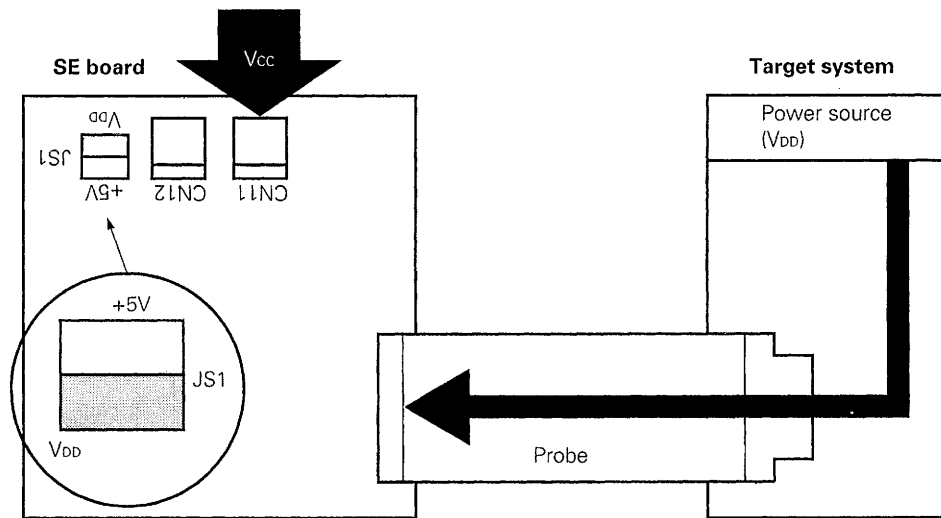 Vcc
SE board
Target system
Power source
(VDD)
VDD
JS1
+5V
CN12
CN11
+5V
JS1
VDD
Probe